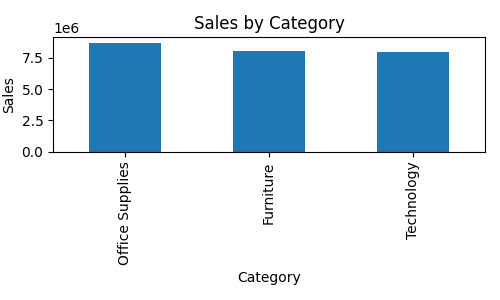 Sales by Category
1e6
7.5
5.0
2.5
0.0
Sales
Office Supplies
Furniture
Technology
Category